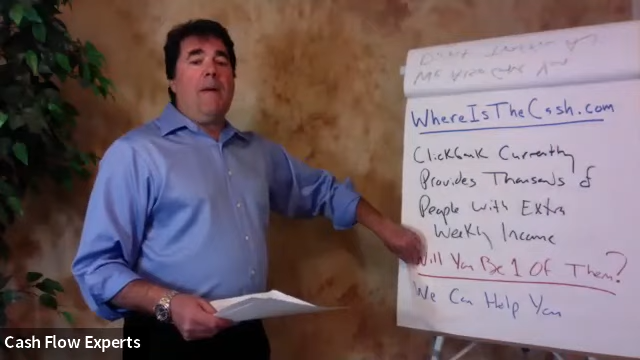 WhereIsTheCash.com
Clickbank Currently
Provides Thousands of
People With Extra
Weekly Income
Will You Be 1 Of Them?
We Can Help You
Cash Flow Experts